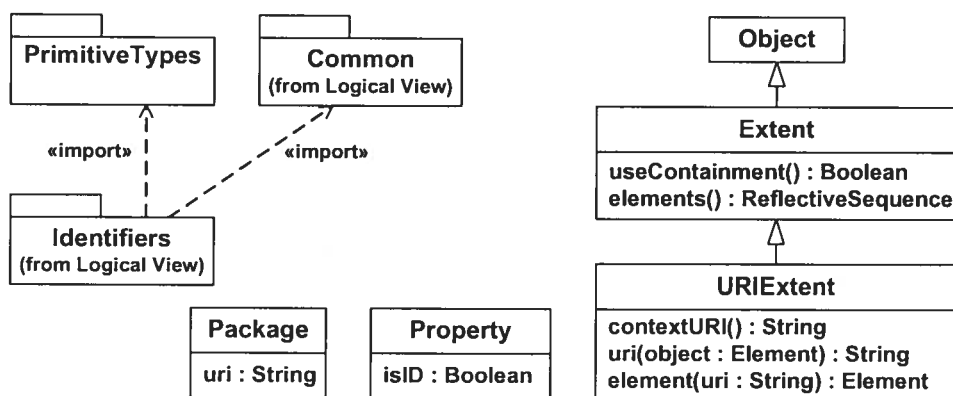 PrimitiveTypes
Common
(from Logical View)
«import»
«import»
Identifiers
(from Logical View)
Package
uri : String
Property
isID : Boolean
Object
Extent
useContainment() : Boolean
elements() : ReflectiveSequence
URIExtent
contextURI() : String
uri(object : Element) : String
element(uri : String) : Element